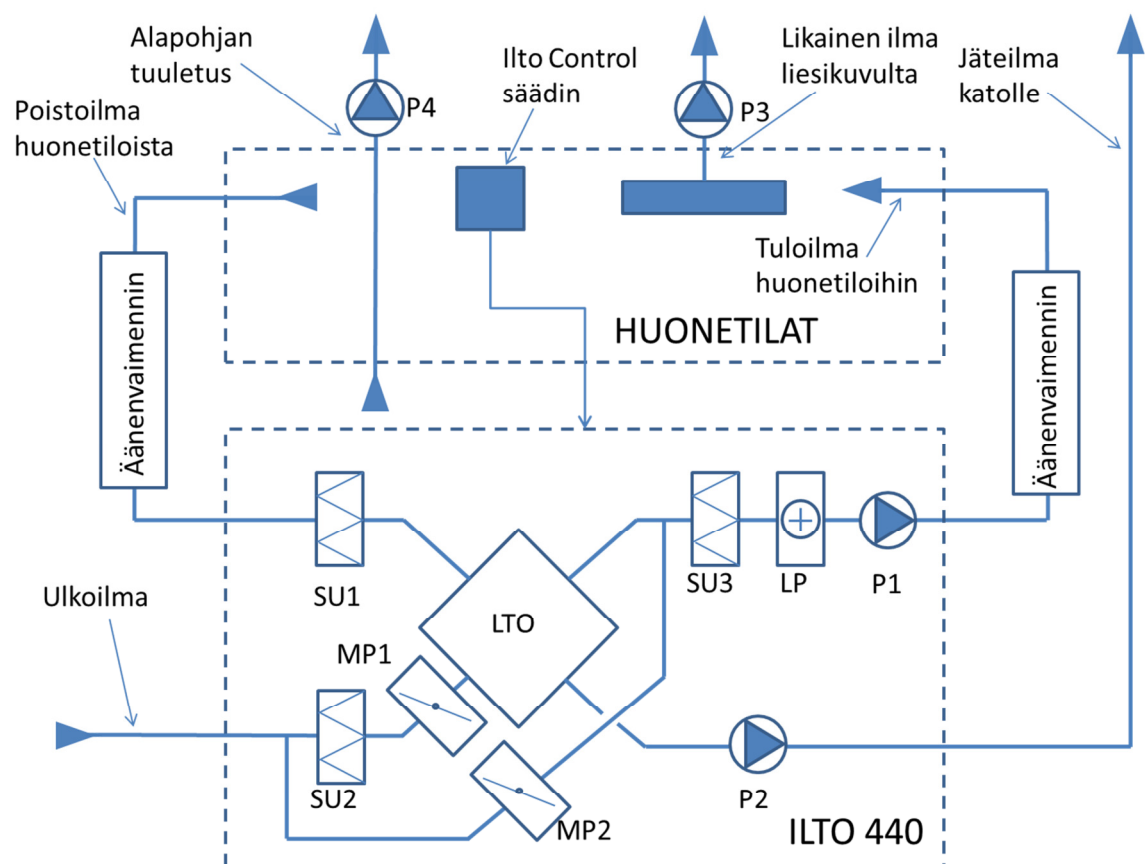 Alapohjan
tuuletus
Ilto Control
säädin
Likainen ilma
liesikuvulta
Jäteilma
katolle
Poistoilma
huonetiloista
P4
P3
Tuloilma
huonetiloihin
HUONETILAT
Äänenvaimennin
Äänenvaimennin
SU1
SU3
LP
P1
Ulkoilma
LTO
MP1
SU2
MP2
P2
ILTO 440